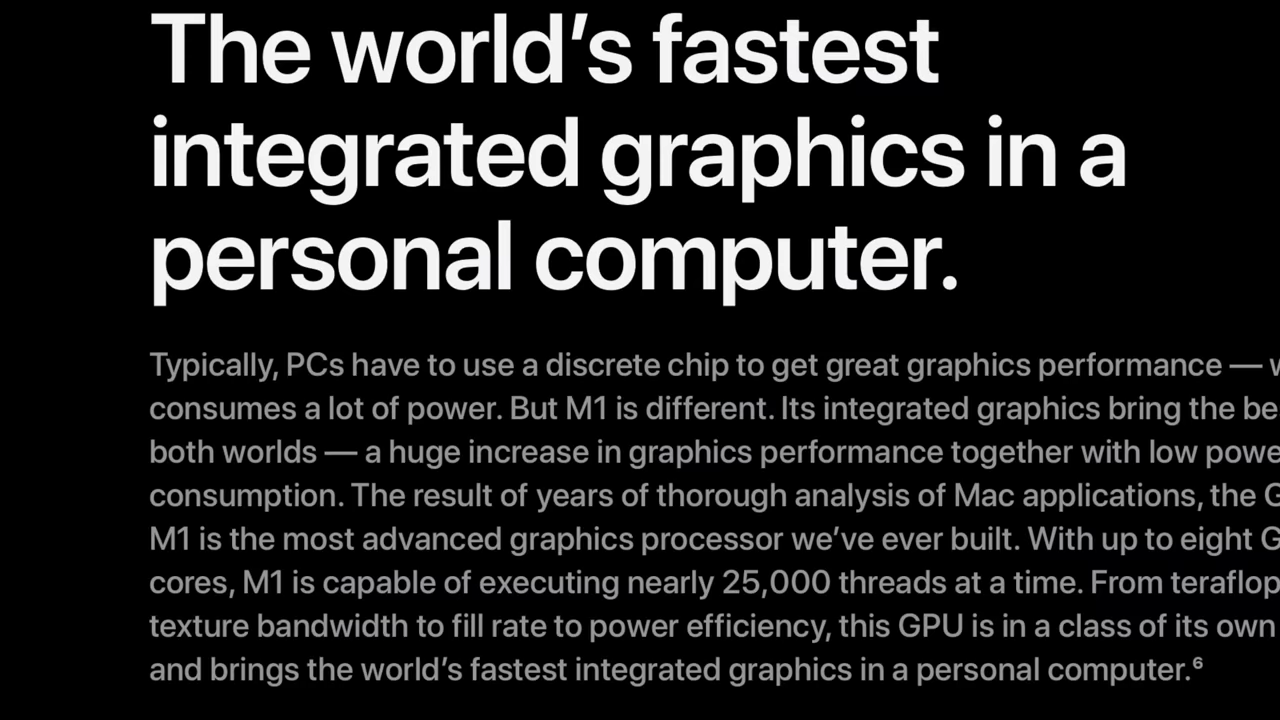 The world’s fastest
integrated graphics in a
personal computer.
Typically, PCs have to use a discrete chip to get great graphics performance —
consumes a lot of power. But M1 is different. Its integrated graphics bring the
both worlds — a huge increase in graphics performance together with low
consumption. The result of years of thorough analysis of Mac applications, the
M1 is the most advanced graphics processor we’ve ever built. With up to eight
cores, M1 is capable of executing nearly 25,000 threads at a time. From
texture bandwidth to fill rate to power efficiency, this GPU is in a class of its own
and brings the world’s fastest integrated graphics in a personal computer.⁶